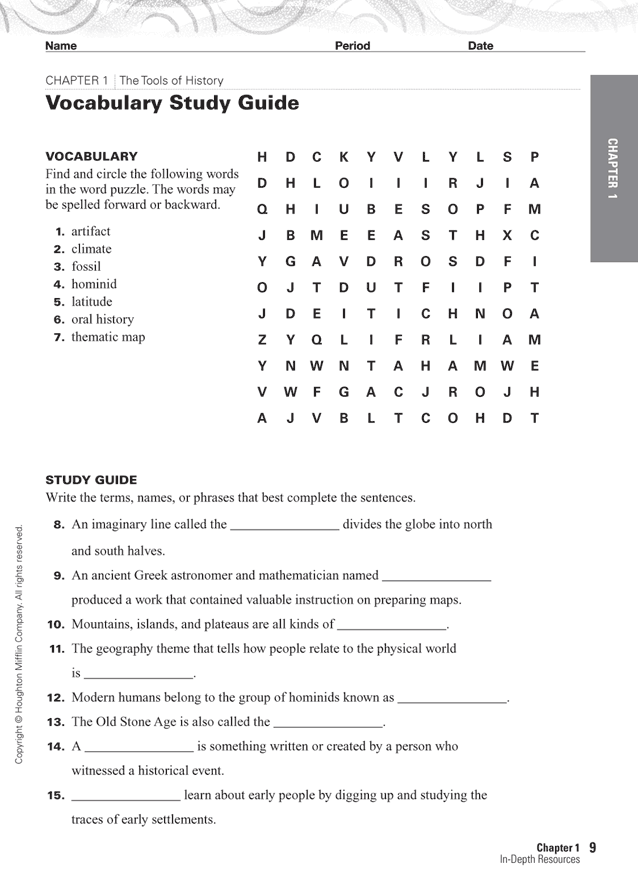 Name Period Date
CHAPTER 1 | The Tools of History
Vocabulary Study Guide
VOCABULARY
Find and circle the following words
in the word puzzle. The words may
be spelled forward or backward.
1. artifact
2. climate
3. fossil
4. hominid
5. latitude
6. oral history
7. thematic map
H D C K Y V L Y L S P
D H L O I I I R J I A
Q H I U B E S O P F M
J B M E E A S T H X C
Y G A V D R O S D F I
O J T D U T F I I P T
J D E I T I C H N O A
Z Y Q L I F R L I A M
Y N W N T A H A M W E
V W F G A C J R O J H
A J V B L T C O H D T
CHAPTER 1
STUDY GUIDE
Write the terms, names, or phrases that best complete the sentences.
8. An imaginary line called the ________________ divides the globe into north
and south halves.
9. An ancient Greek astronomer and mathematician named ________________
produced a work that contained valuable instruction on preparing maps.
10. Mountains, islands, and plateaus are all kinds of ________________.
11. The geography theme that tells how people relate to the physical world
is ________________.
12. Modern humans belong to the group of hominids known as ________________.
13. The Old Stone Age is also called the ________________.
14. A ________________ is something written or created by a person who
witnessed a historical event.
15. ________________ learn about early people by digging up and studying the
traces of early settlements.
Copyright © Houghton Mifflin Company. All rights reserved.
Chapter 1 9
In-Depth Resources